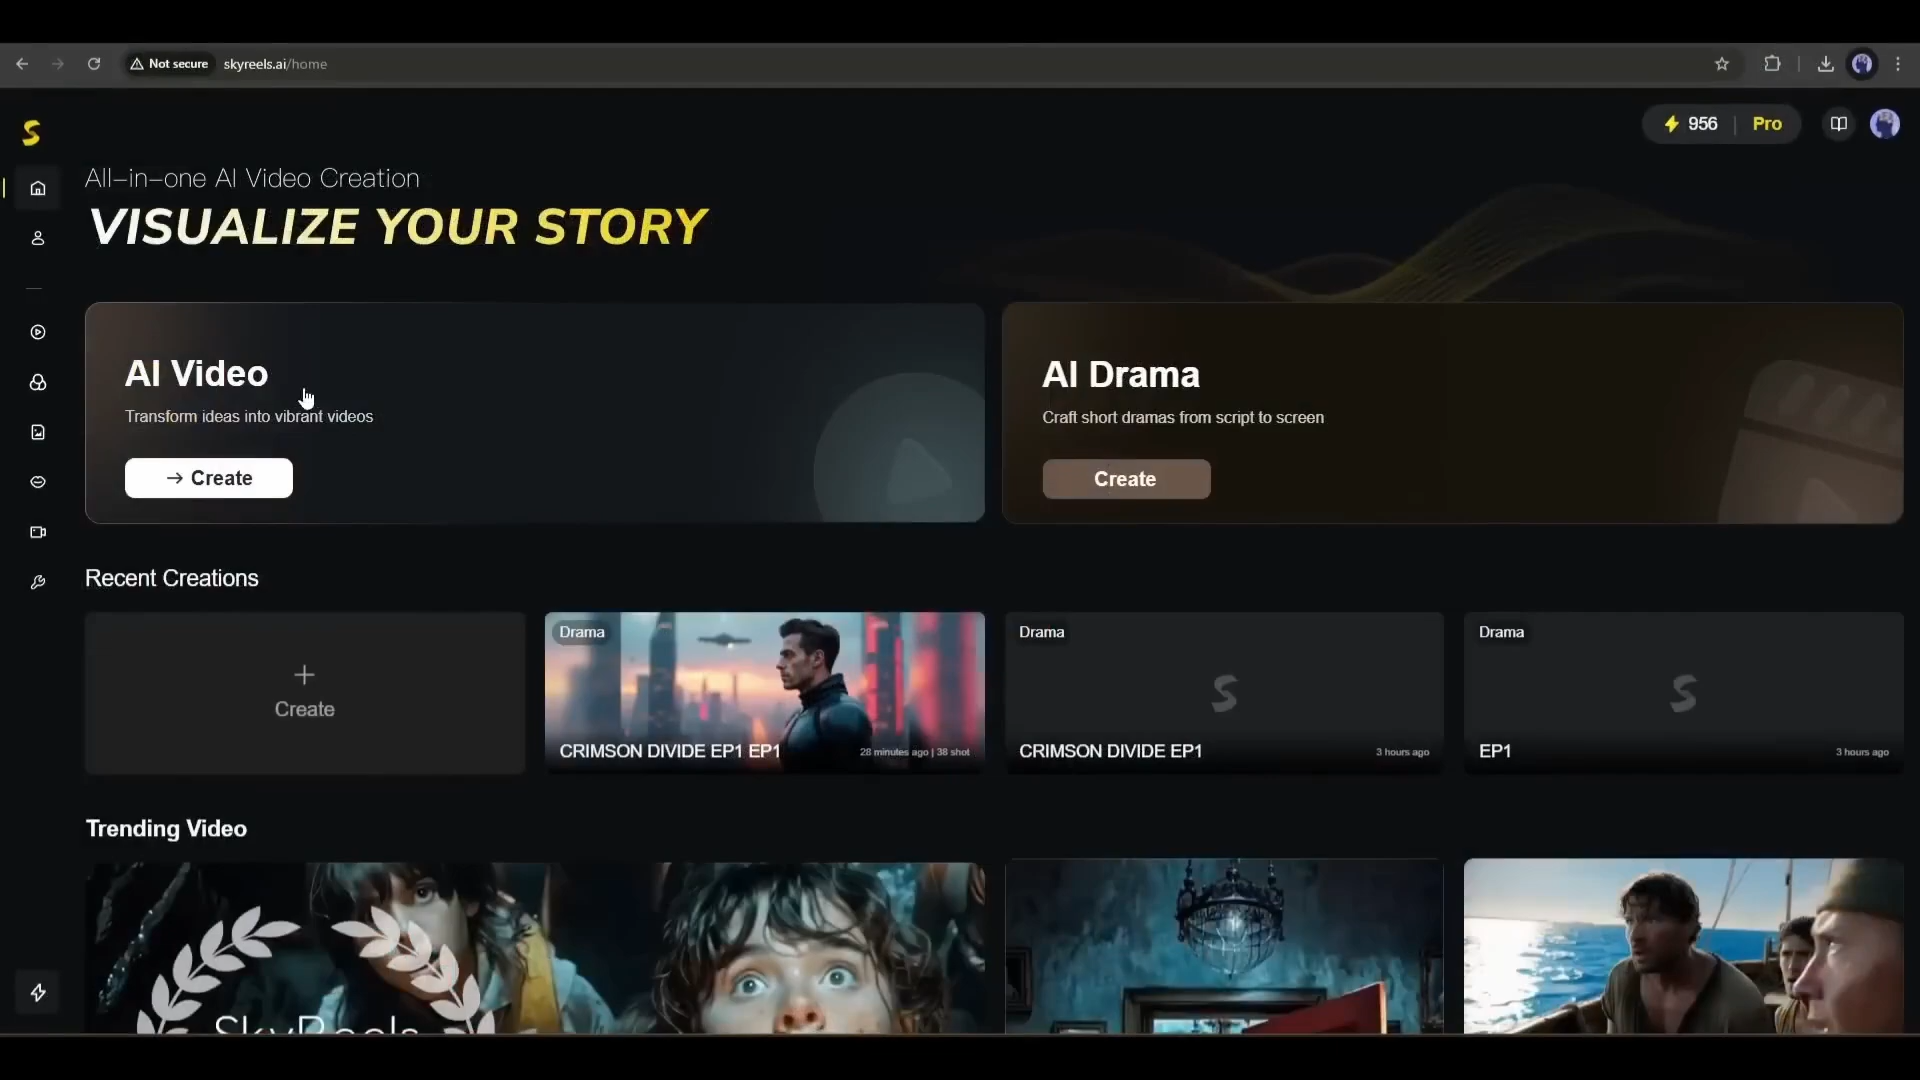 Not secure
skyreels.ai/home
956
Pro
All-in-one AI Video Creation
VISUALIZE YOUR STORY
AI Video
Transform ideas into vibrant videos
→ Create
AI Drama
Craft short dramas from script to screen
Create
Recent Creations
+
Create
Drama
CRIMSON DIVIDE EP1 EP1
28 minutes ago | 38 shot
Drama
CRIMSON DIVIDE EP1
3 hours ago
Drama
EP1
3 hours ago
Trending Video
SkyReels